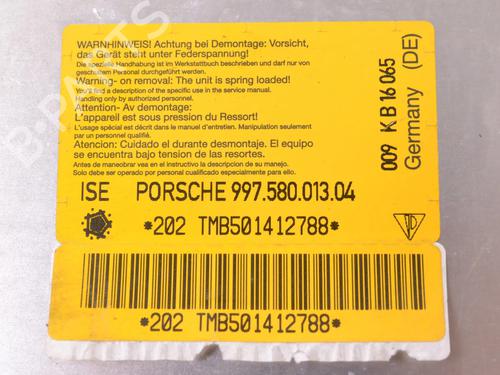 WARNHINWEIS! Achtung bei Demontage: Vorsicht,
das Gerät steht unter Federspannung!
Die spezielle Handhabung ist im Werkstattbuch beschrieben und darf nur von
geschultem Personal durchgeführt werden.
Warning- on removal: The unit is spring loaded!
You'll find a description of the specific use in the service manual.
Handling only by authorized personnel.
Attention- Av demontage:
L'appareil est sous pression du Ressort!
L'usage spécial est décrit dans le manuel d'entretien. Manipulation seulement
par un personnel autorisé.
Atencion: Cuidado el durante desmontaje. El equipo
se encuentra bajo tension de las resortes.
Antes de maneobrar vea en el instructivo la descripcion de su manejo.
Solo debe ser operado por personal cualificado especialmente para ello.
ISE PORSCHE 997.580.013.04
*202 TMB501412788*
*202 TMB501412788*
009 K B 16 065
Germany (DE)
B-PARTS